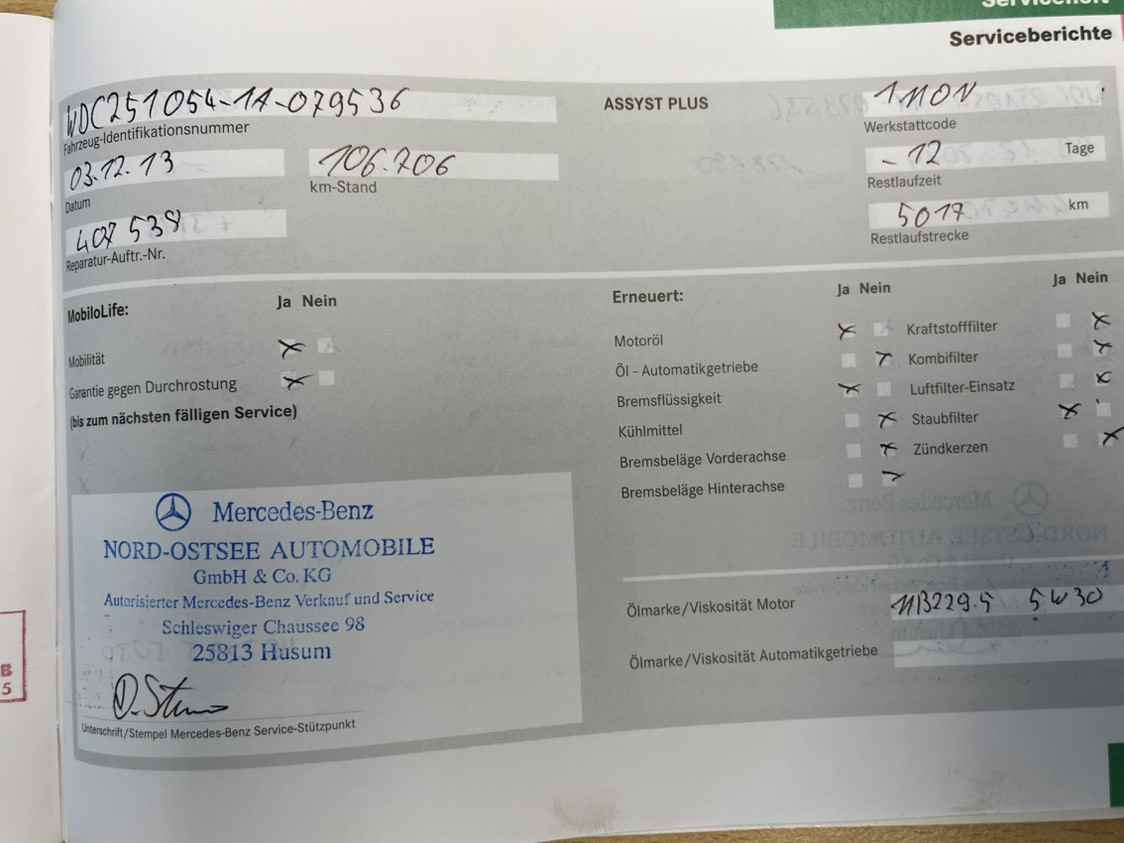 Serviceberichte
WDC251054-1A-079536
Fahrzeug-Identifikationsnummer
03.12.13
Datum
106.706
km-Stand
407 538
Reparatur-Auftr.-Nr.
ASSYST PLUS
Werkstattcode
- 12 Tage
Restlaufzeit
5017 km
Restlaufstrecke
MobiloLife:
Ja Nein
Mobilität
Garantie gegen Durchrostung
(bis zum nächsten fälligen Service)
Erneuert:
Ja Nein
Motoröl
Öl - Automatikgetriebe
Bremsflüssigkeit
Kühlmittel
Bremsbeläge Vorderachse
Bremsbeläge Hinterachse
Ja Nein
Kraftstofffilter
Kombifilter
Luftfilter-Einsatz
Staubfilter
Zündkerzen
Mercedes-Benz
NORD-OSTSEE AUTOMOBILE
GmbH & Co. KG
Autorisierter Mercedes-Benz Verkauf und Service
Schleswiger Chaussee 98
25813 Husum
Unterschrift/Stempel Mercedes-Benz Service-Stützpunkt
Ölmarke/Viskosität Motor
MB229.5 5W30
Ölmarke/Viskosität Automatikgetriebe
B
5